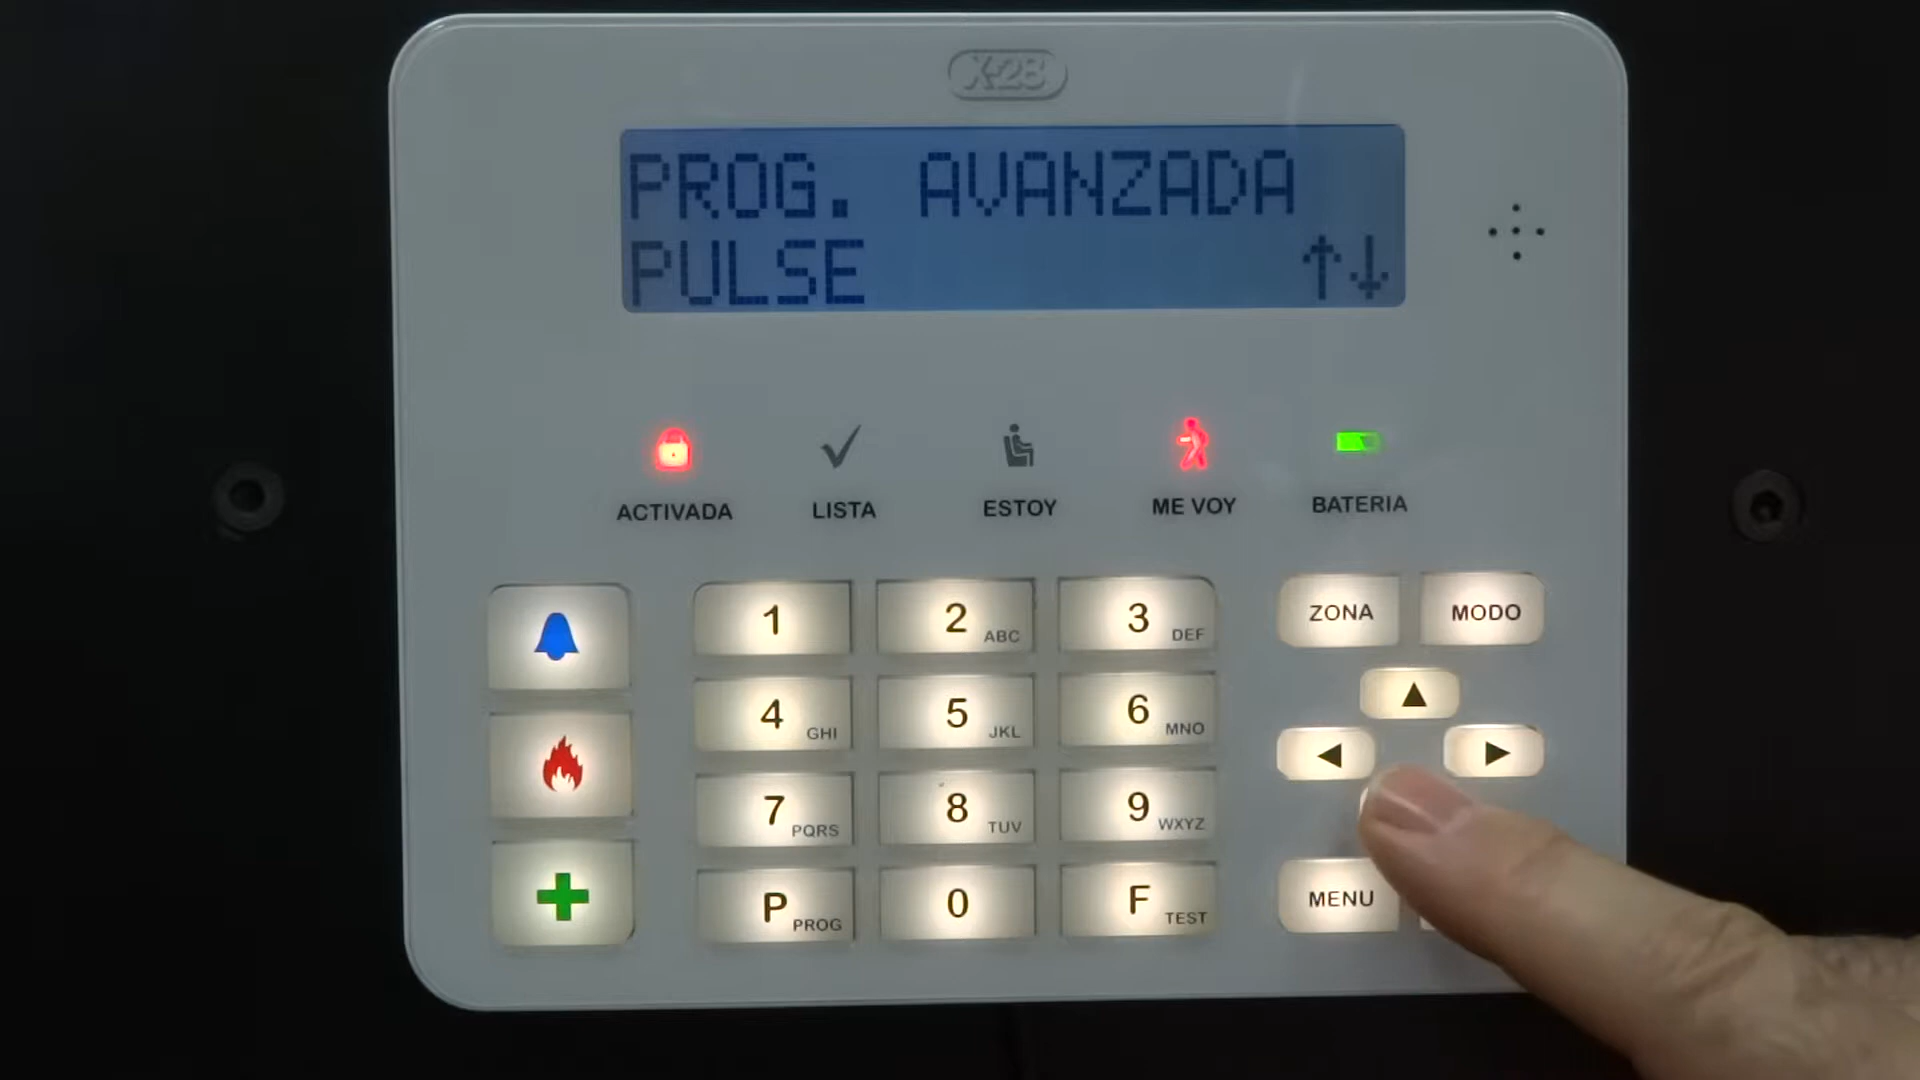 X-28
PROG. AVANZADA
PULSE ↑↓
ACTIVADA LISTA ESTOY ME VOY BATERIA
1 2 ABC 3 DEF ZONA MODO
4 GHI 5 JKL 6 MNO
7 PQRS 8 TUV 9 WXYZ
P PROG 0 F TEST MENU